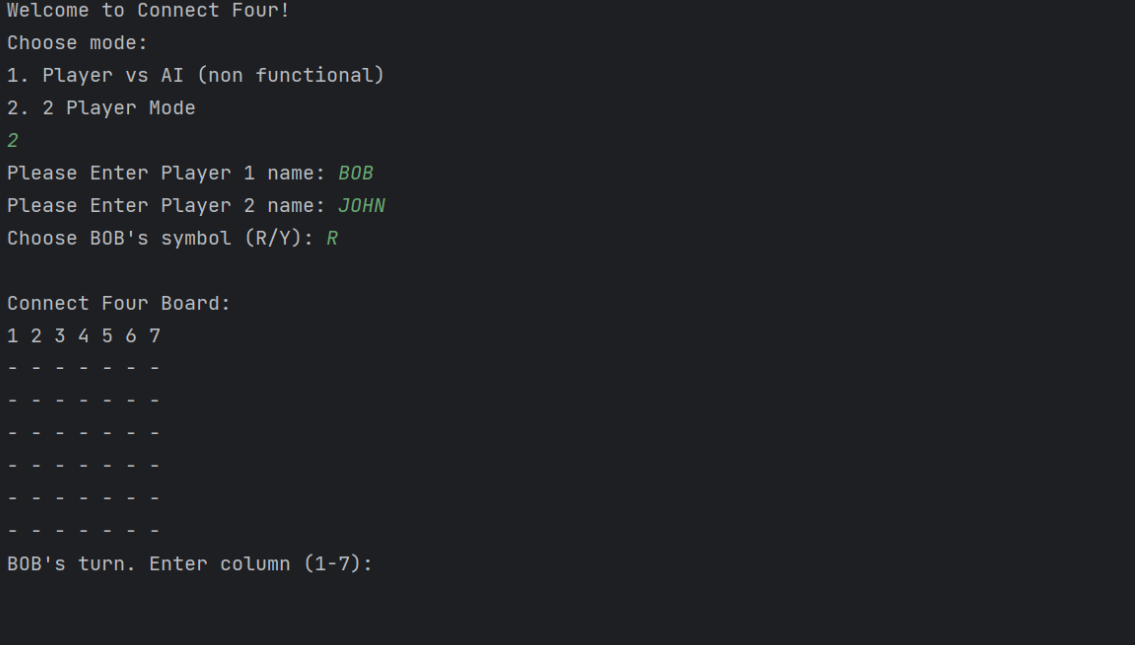 Welcome to Connect Four!
Choose mode:
1. Player vs AI (non functional)
2. 2 Player Mode
2
Please Enter Player 1 name: BOB
Please Enter Player 2 name: JOHN
Choose BOB's symbol (R/Y): R
Connect Four Board:
1 2 3 4 5 6 7
- - - - - - -
- - - - - - -
- - - - - - -
- - - - - - -
- - - - - - -
- - - - - - -
BOB's turn. Enter column (1-7):